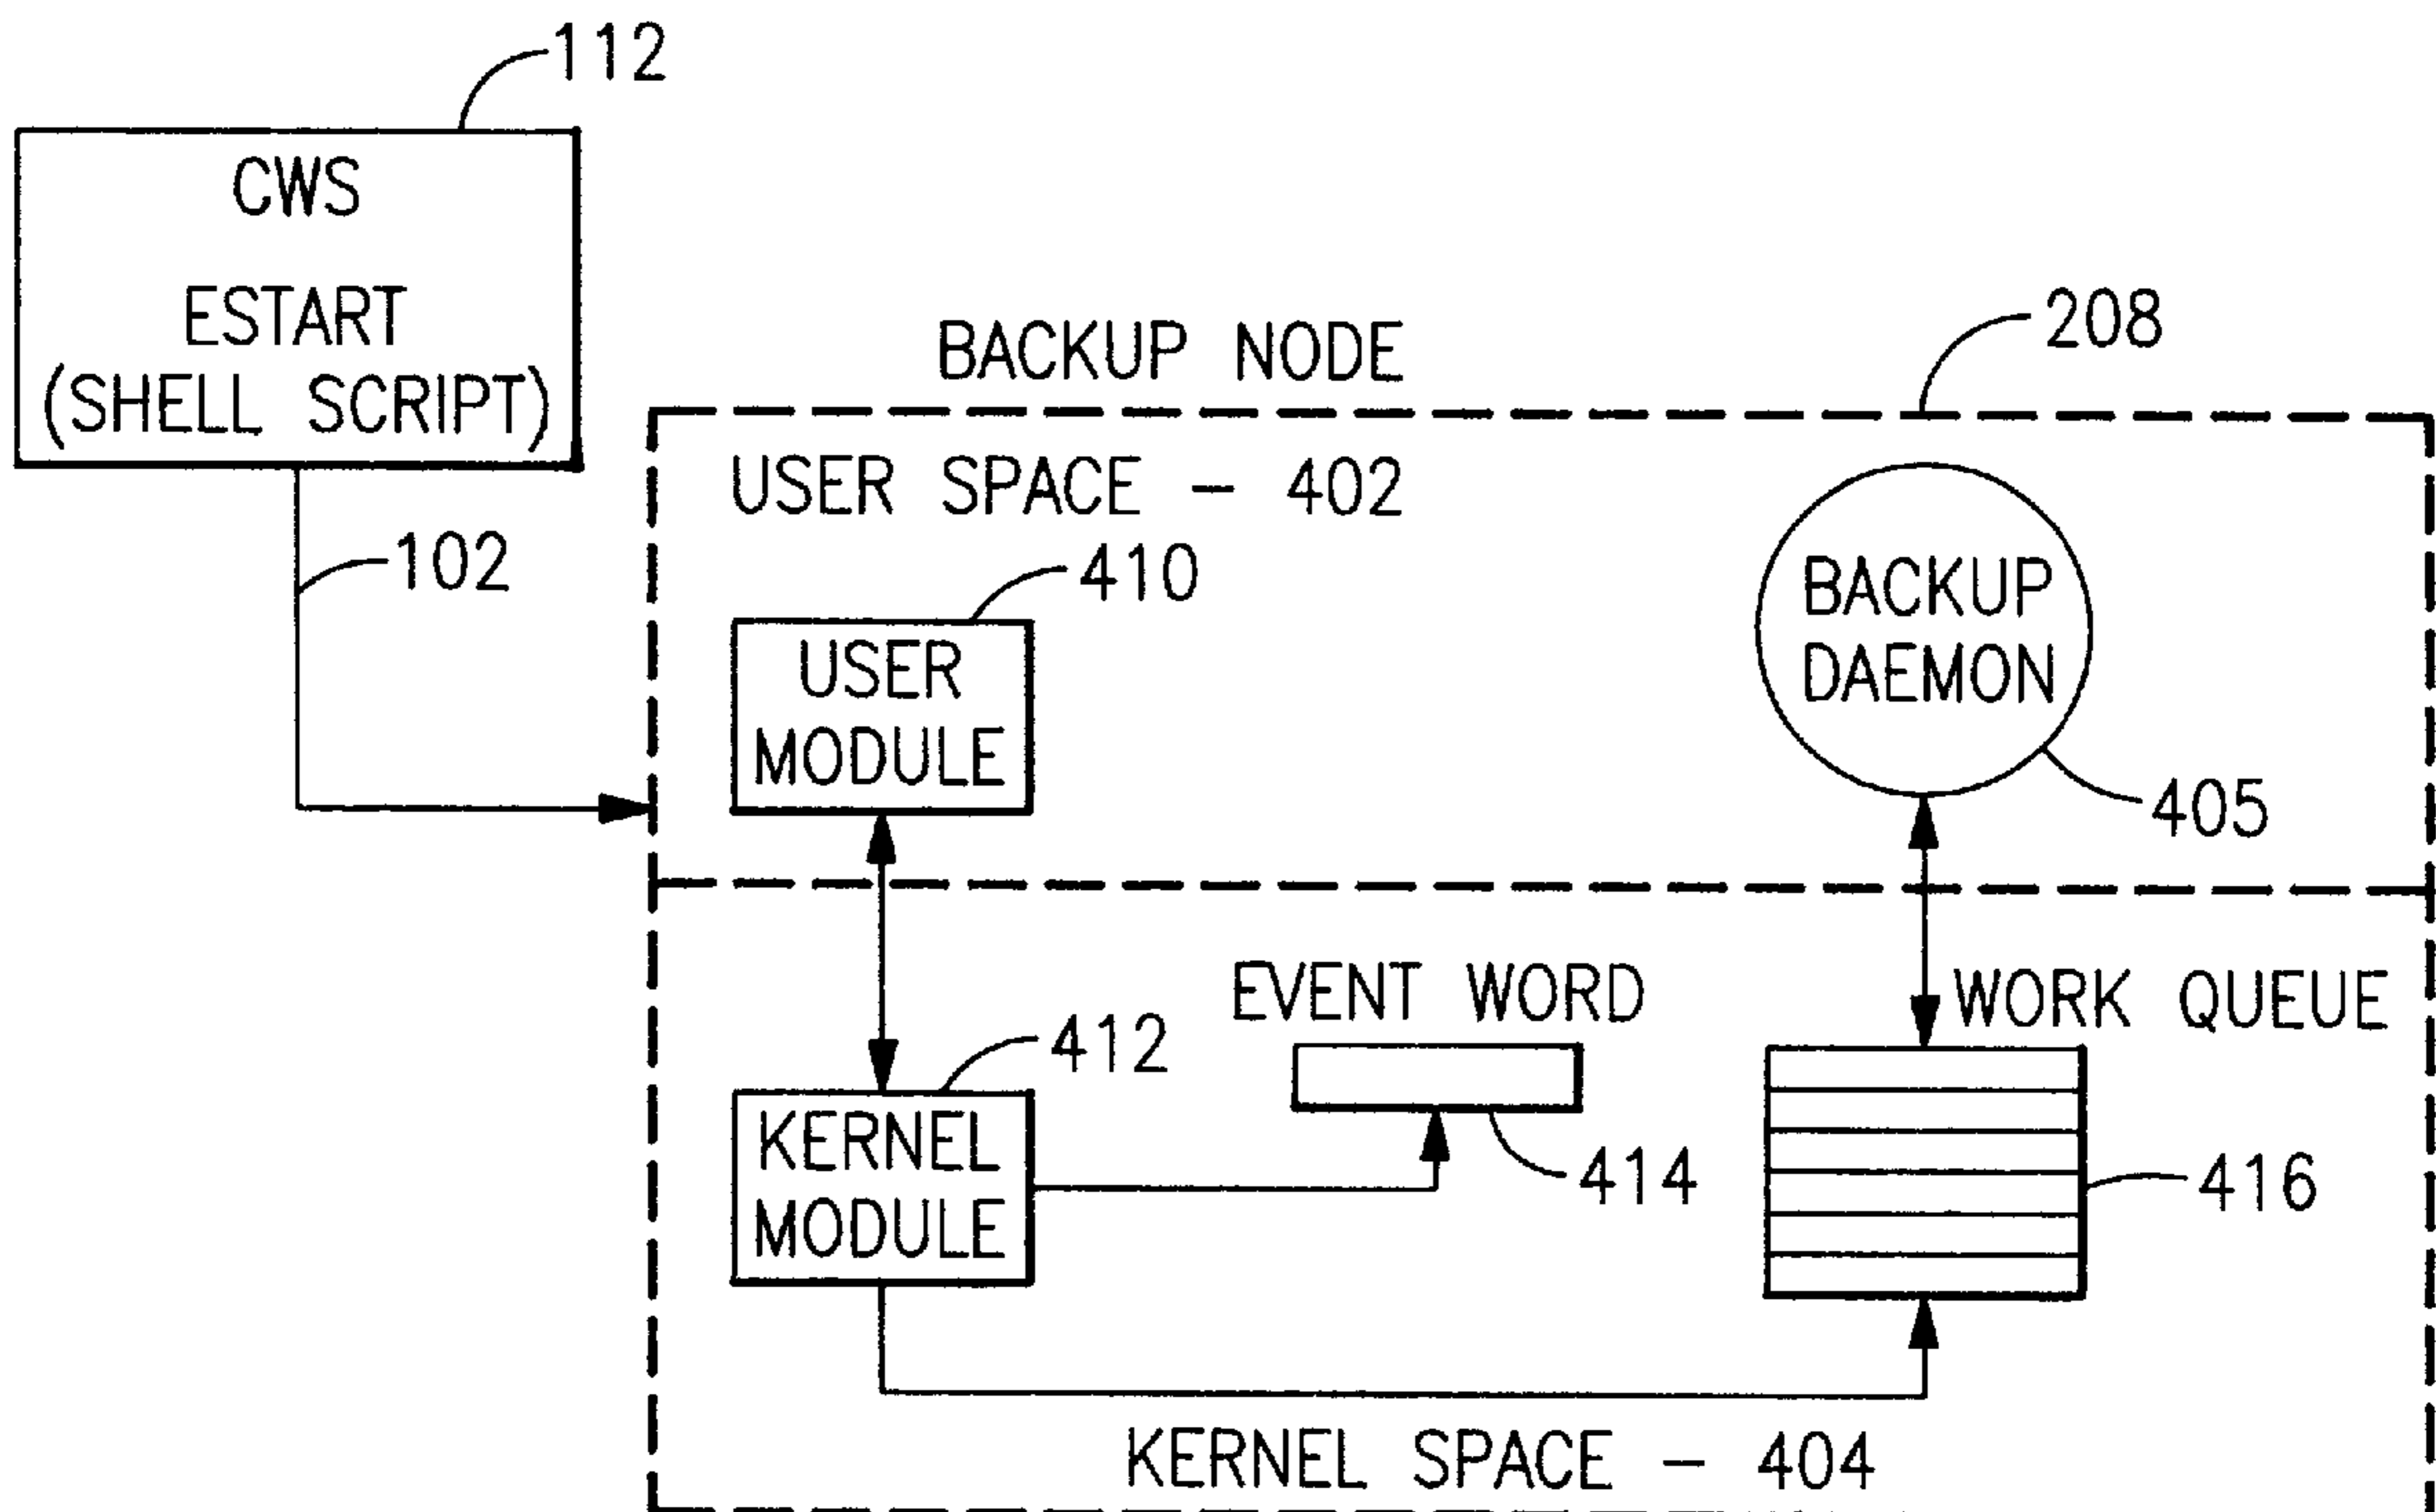 112
CWS
ESTART
(SHELL SCRIPT)
102
BACKUP NODE
208
USER SPACE - 402
410
USER
MODULE
BACKUP
DAEMON
405
EVENT WORD
WORK QUEUE
412
KERNEL
MODULE
414
416
KERNEL SPACE - 404